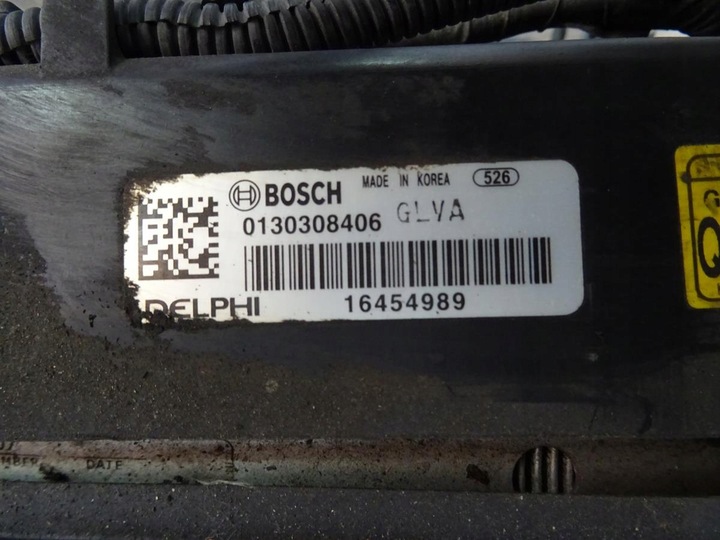 BOSCH MADE IN KOREA 526
0130308406 GLVA
DELPHI 16454989
DATE